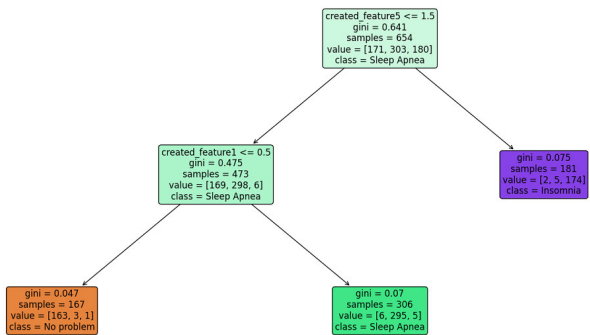 created_feature5 <= 1.5
gini = 0.641
samples = 654
value = [171, 303, 180]
class = Sleep Apnea
created_feature1 <= 0.5
gini = 0.475
samples = 473
value = [169, 298, 6]
class = Sleep Apnea
gini = 0.075
samples = 181
value = [2, 5, 174]
class = Insomnia
gini = 0.047
samples = 167
value = [163, 3, 1]
class = No problem
gini = 0.07
samples = 306
value = [6, 295, 5]
class = Sleep Apnea